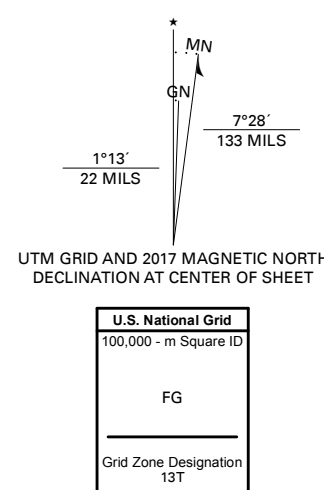 ★
MN
GN
7°28´
133 MILS
1°13´
22 MILS
UTM GRID AND 2017 MAGNETIC NORTH
DECLINATION AT CENTER OF SHEET
U.S. National Grid
100,000 - m Square ID
FG
Grid Zone Designation
13T